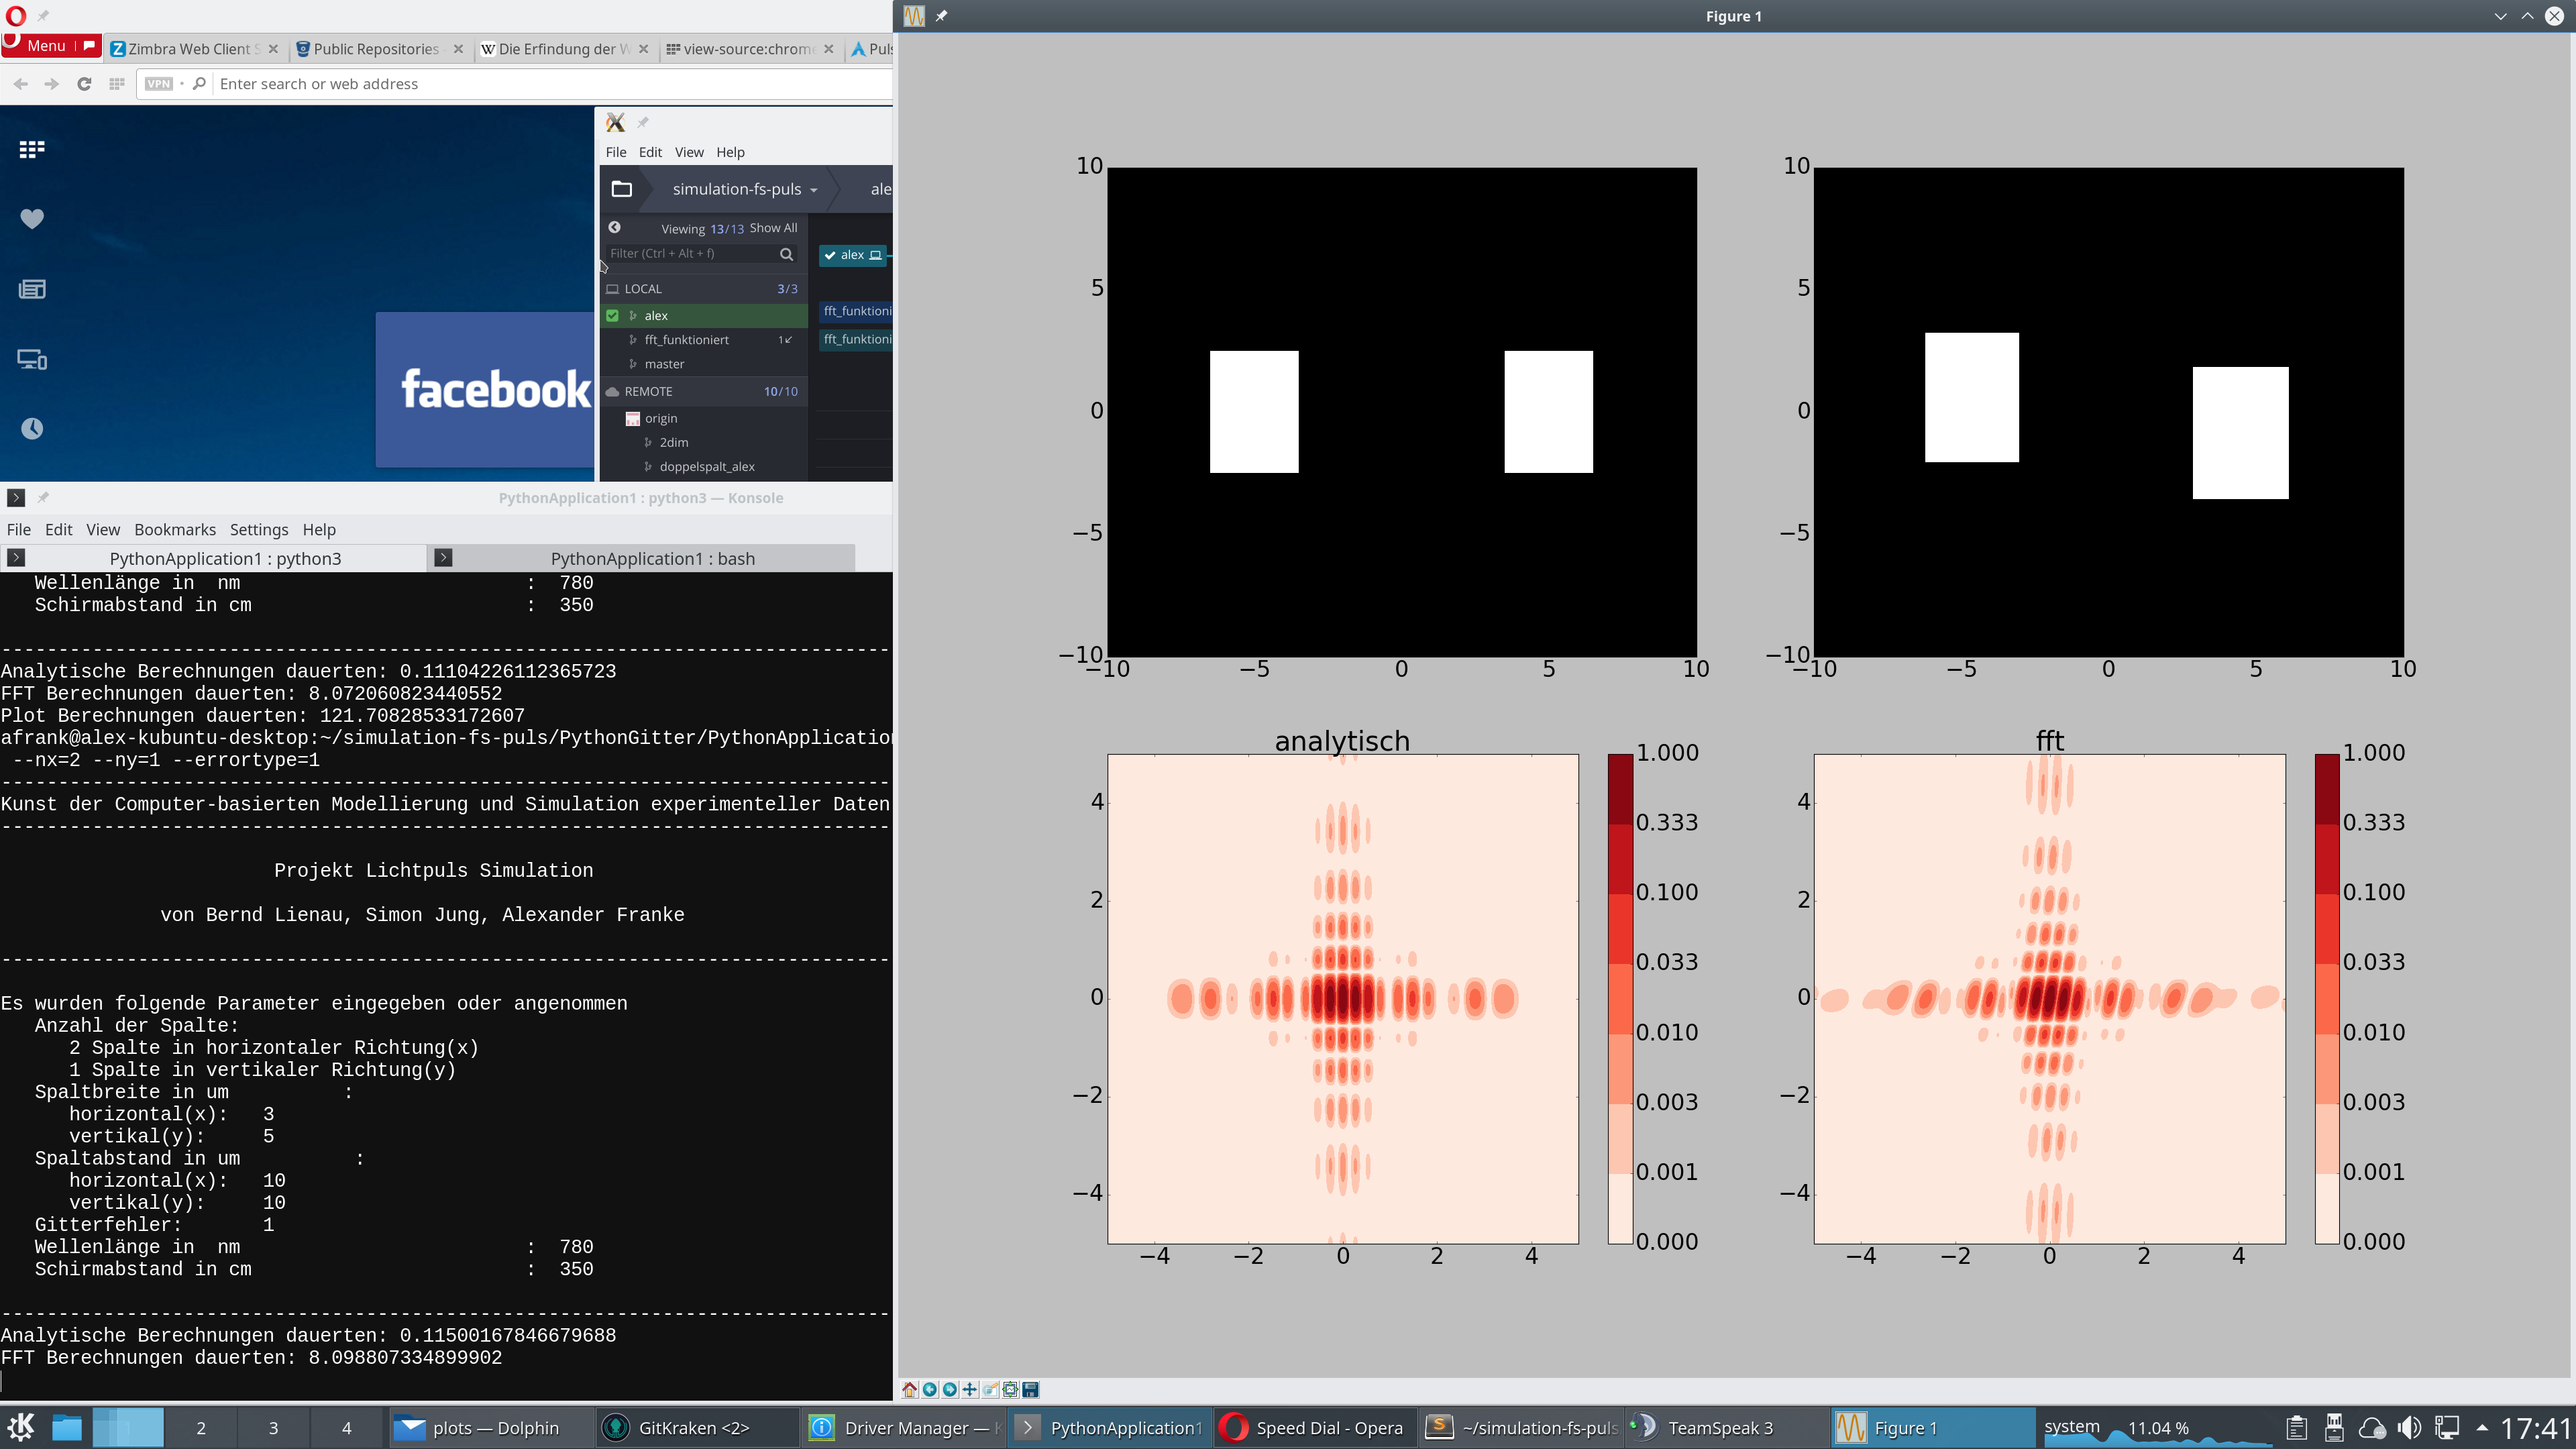 Menu
Zimbra Web Client S
Public Repositories
Die Erfindung der W
view-source:chrome
Puls
VPN
Enter search or web address
facebook
File Edit View Help
simulation-fs-puls
ale
Viewing 13/13 Show All
Filter (Ctrl + Alt + f)
alex
LOCAL 3/3
alex
fft_funktioniert 1
master
fft_funktioni
fft_funktioni
REMOTE 10/10
origin
2dim
doppelspalt_alex
PythonApplication1 : python3 — Konsole
File Edit View Bookmarks Settings Help
PythonApplication1 : python3
PythonApplication1 : bash
Wellenlänge in nm : 780
Schirmabstand in cm : 350
--------------------------------------------------------------------------------
Analytische Berechnungen dauerten: 0.11104226112365723
FFT Berechnungen dauerten: 8.072060823440552
Plot Berechnungen dauerten: 121.70828533172607
afrank@alex-kubuntu-desktop:~/simulation-fs-puls/PythonGitter/PythonApplication
--nx=2 --ny=1 --errortype=1
--------------------------------------------------------------------------------
Kunst der Computer-basierten Modellierung und Simulation experimenteller Daten
--------------------------------------------------------------------------------
Projekt Lichtpuls Simulation
von Bernd Lienau, Simon Jung, Alexander Franke
--------------------------------------------------------------------------------
Es wurden folgende Parameter eingegeben oder angenommen
Anzahl der Spalte:
2 Spalte in horizontaler Richtung(x)
1 Spalte in vertikaler Richtung(y)
Spaltbreite in um :
horizontal(x): 3
vertikal(y): 5
Spaltabstand in um :
horizontal(x): 10
vertikal(y): 10
Gitterfehler: 1
Wellenlänge in nm : 780
Schirmabstand in cm : 350
--------------------------------------------------------------------------------
Analytische Berechnungen dauerten: 0.11500167846679688
FFT Berechnungen dauerten: 8.098807334899902
Figure 1
10
5
0
−5
−10
−10 −5 0 5 10
10
5
0
−5
−10
−10 −5 0 5 10
analytisch
4
2
0
−2
−4
−4 −2 0 2 4
1.000
0.333
0.100
0.033
0.010
0.003
0.001
0.000
fft
4
2
0
−2
−4
−4 −2 0 2 4
1.000
0.333
0.100
0.033
0.010
0.003
0.001
0.000
2 3 4
plots — Dolphin
GitKraken <2>
Driver Manager — K
PythonApplication1
Speed Dial - Opera
~/simulation-fs-puls
TeamSpeak 3
Figure 1
system 11.04 %
17:41